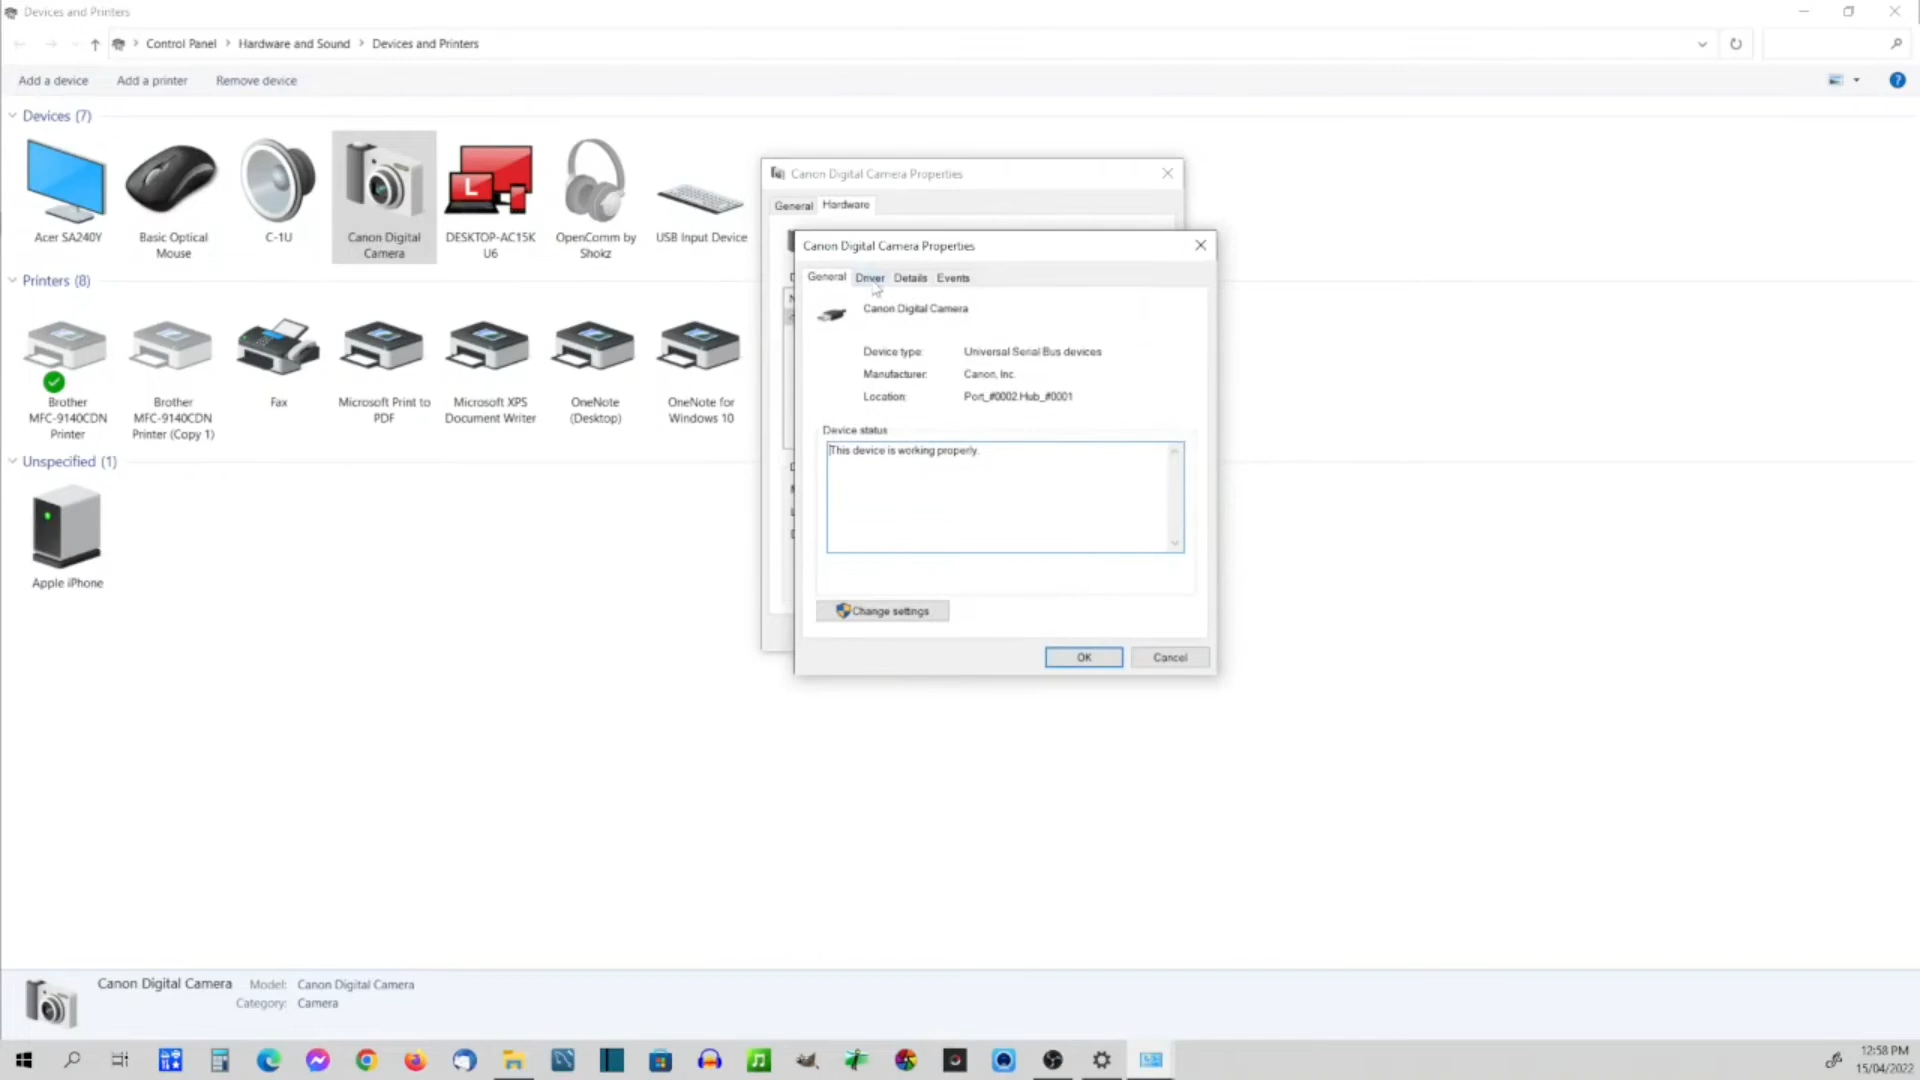 Devices and Printers
Control Panel > Hardware and Sound > Devices and Printers
Add a device Add a printer Remove device
Devices (7)
Acer SA240Y
Basic Optical
Mouse
C-1U
Canon Digital
Camera
DESKTOP-AC15K
U6
OpenComm by
Shokz
USB Input Device
Printers (8)
Brother
MFC-9140CDN
Printer
Brother
MFC-9140CDN
Printer (Copy 1)
Fax
Microsoft Print to
PDF
Microsoft XPS
Document Writer
OneNote
(Desktop)
OneNote for
Windows 10
Unspecified (1)
Apple iPhone
Canon Digital Camera Properties
General Hardware
Canon Digital Camera Properties
General Driver Details Events
Canon Digital Camera
Device type: Universal Serial Bus devices
Manufacturer: Canon, Inc.
Location: Port_#0002.Hub_#0001
Device status
This device is working properly.
Change settings
OK Cancel
Canon Digital Camera Model: Canon Digital Camera
Category: Camera
12:58 PM
15/04/2022